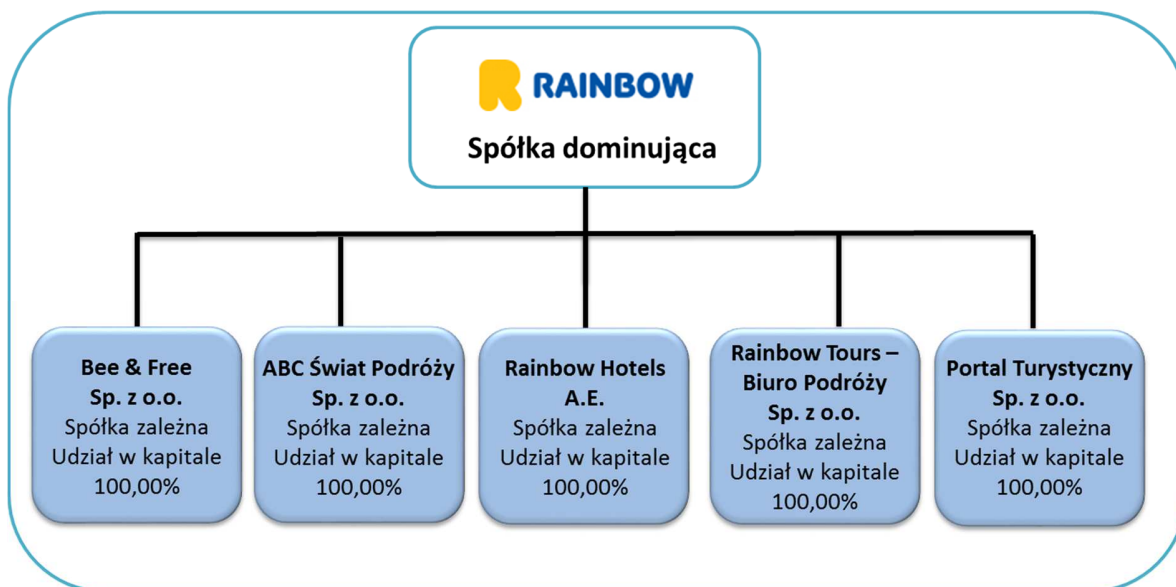 RAINBOW
Spółka dominująca
Bee & Free
Sp. z o.o.
Spółka zależna
Udział w kapitale
100,00%
ABC Świat Podróży
Sp. z o.o.
Spółka zależna
Udział w kapitale
100,00%
Rainbow Hotels
A.E.
Spółka zależna
Udział w kapitale
100,00%
Rainbow Tours –
Biuro Podróży
Sp. z o.o.
Spółka zależna
Udział w kapitale
100,00%
Portal Turystyczny
Sp. z o.o.
Spółka zależna
Udział w kapitale
100,00%